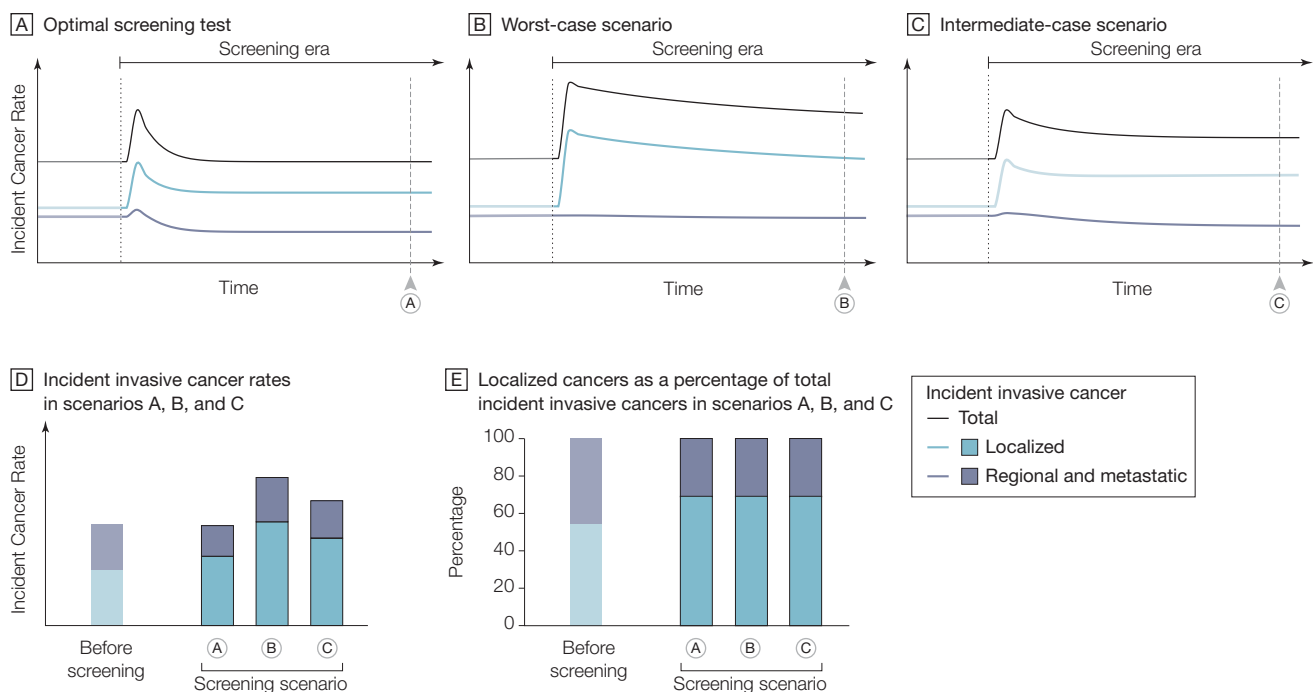 A Optimal screening test
Screening era
Incident Cancer Rate
Time
A
B Worst-case scenario
Screening era
Time
B
C Intermediate-case scenario
Screening era
Time
C
D Incident invasive cancer rates
in scenarios A, B, and C
Incident Cancer Rate
Before
screening
A B C
Screening scenario
E Localized cancers as a percentage of total
incident invasive cancers in scenarios A, B, and C
Percentage
100
80
60
40
20
0
Before
screening
A B C
Screening scenario
Incident invasive cancer
Total
Localized
Regional and metastatic